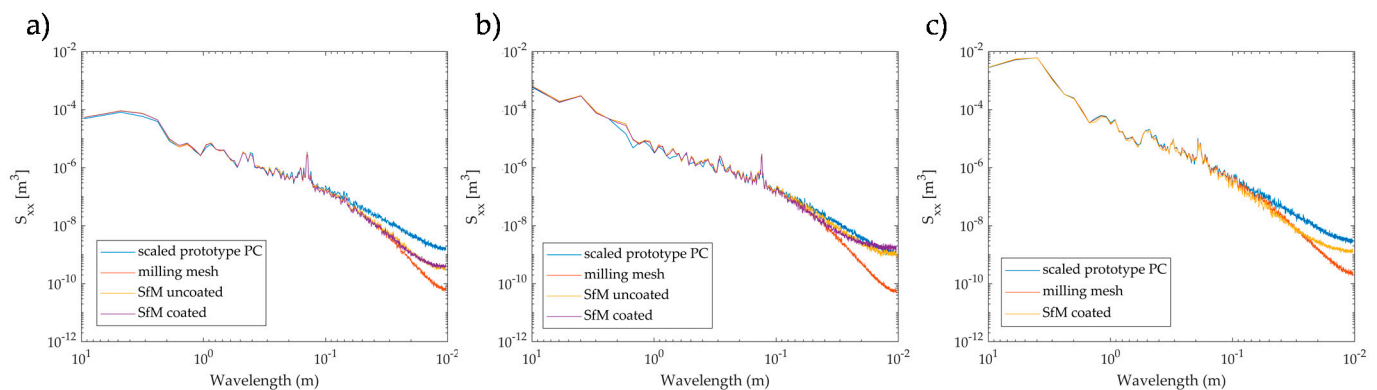 a)
10^-2
10^-4
10^-6
10^-8
10^-10
10^-12
S_xx [m^3]
scaled prototype PC
milling mesh
SfM uncoated
SfM coated
10^1
10^0
10^-1
10^-2
Wavelength (m)
b)
10^-2
10^-4
10^-6
10^-8
10^-10
10^-12
S_xx [m^3]
scaled prototype PC
milling mesh
SfM uncoated
SfM coated
10^1
10^0
10^-1
10^-2
Wavelength (m)
c)
10^-2
10^-4
10^-6
10^-8
10^-10
10^-12
S_xx [m^3]
scaled prototype PC
milling mesh
SfM coated
10^1
10^0
10^-1
10^-2
Wavelength (m)